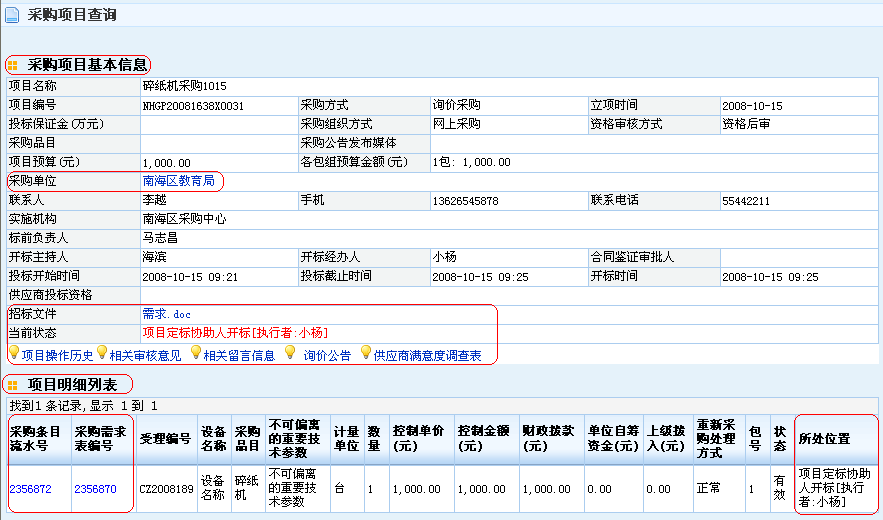 采购项目查询
采购项目基本信息
项目名称 碎纸机采购1015
项目编号 NHGP20081638X0031 采购方式 询价采购 立项时间 2008-10-15
投标保证金(万元) 采购组织方式 网上采购 资格审核方式 资格后审
采购品目 采购公告发布媒体
项目预算(元) 1,000.00 各包组预算金额(元) 1包: 1,000.00
采购单位 南海区教育局
联系人 李越 手机 13626545878 联系电话 55442211
实施机构 南海区采购中心
标前负责人 马志昌
开标主持人 海滨 开标经办人 小杨 合同鉴证审批人
投标开始时间 2008-10-15 09:21 投标截止时间 2008-10-15 09:25 开标时间 2008-10-15 09:25
供应商投标资格
招标文件 需求.doc
当前状态 项目定标协助人开标[执行者:小杨]
项目操作历史 相关审核意见 相关留言信息 询价公告 供应商满意度调查表
项目明细列表
找到1 条记录,显示 1 到 1
采购条目流水号 采购需求表编号 受理编号 设备名称 采购品目 不可偏离的重要技术参数 计量单位 数量 控制单价(元) 控制金额(元) 财政拨款(元) 单位自筹资金(元) 上级拨入(元) 重新采购处理方式 包号 状态 所处位置
2356872 2356870 CZ2008189 设备名称 碎纸机 不可偏离的重要技术参数 台 1 1,000.00 1,000.00 1,000.00 0.00 0.00 正常 1 有效 项目定标协助人开标[执行者:小杨]